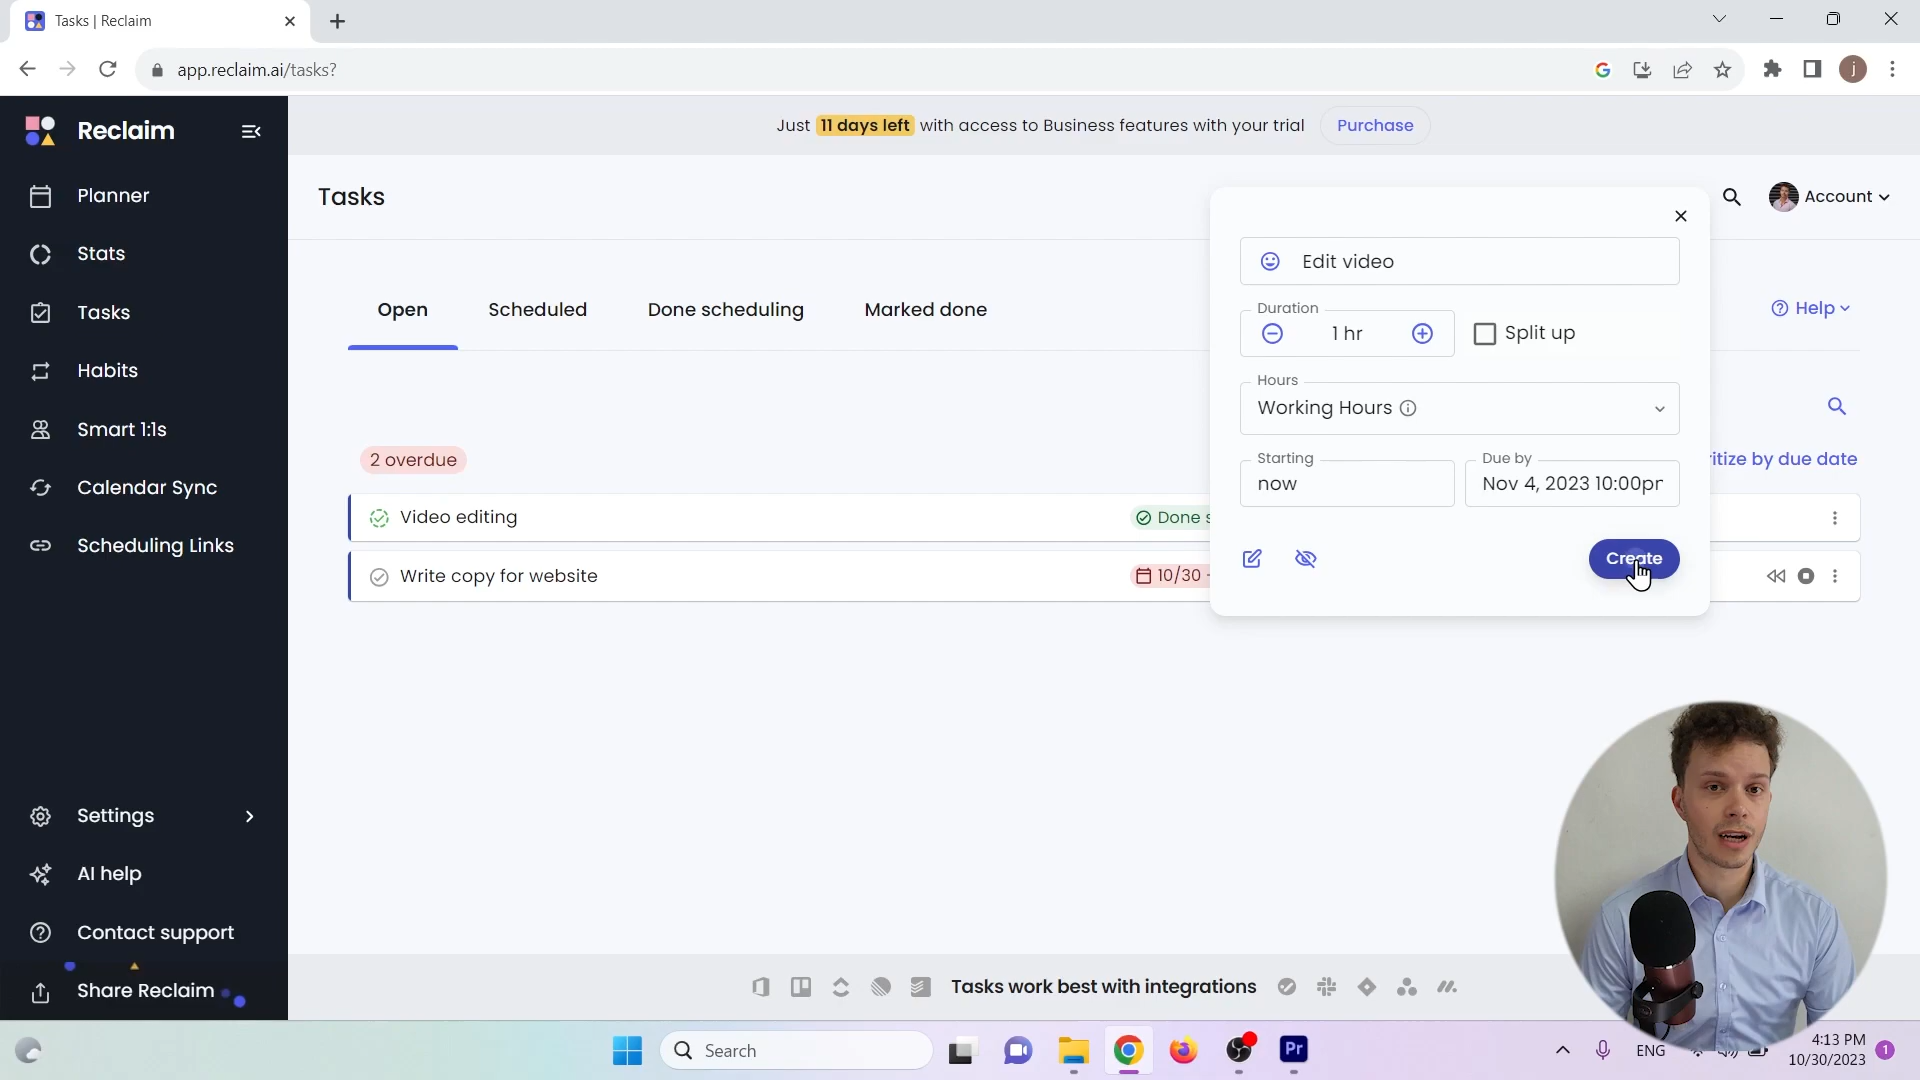 Tasks | Reclaim
app.reclaim.ai/tasks?
j
Reclaim
Just 11 days left with access to Business features with your trial
Purchase
Planner
Stats
Tasks
Habits
Smart 1:1s
Calendar Sync
Scheduling Links
Settings
AI help
Contact support
Share Reclaim
Tasks
Account
Open
Scheduled
Done scheduling
Marked done
Help
2 overdue
ritize by due date
Video editing
Done s
Write copy for website
10/30 -
Edit video
Duration
1 hr
Split up
Hours
Working Hours
Starting
now
Due by
Nov 4, 2023 10:00pr
Create
Tasks work best with integrations
Search
Pr
ENG
4:13 PM
10/30/2023
1